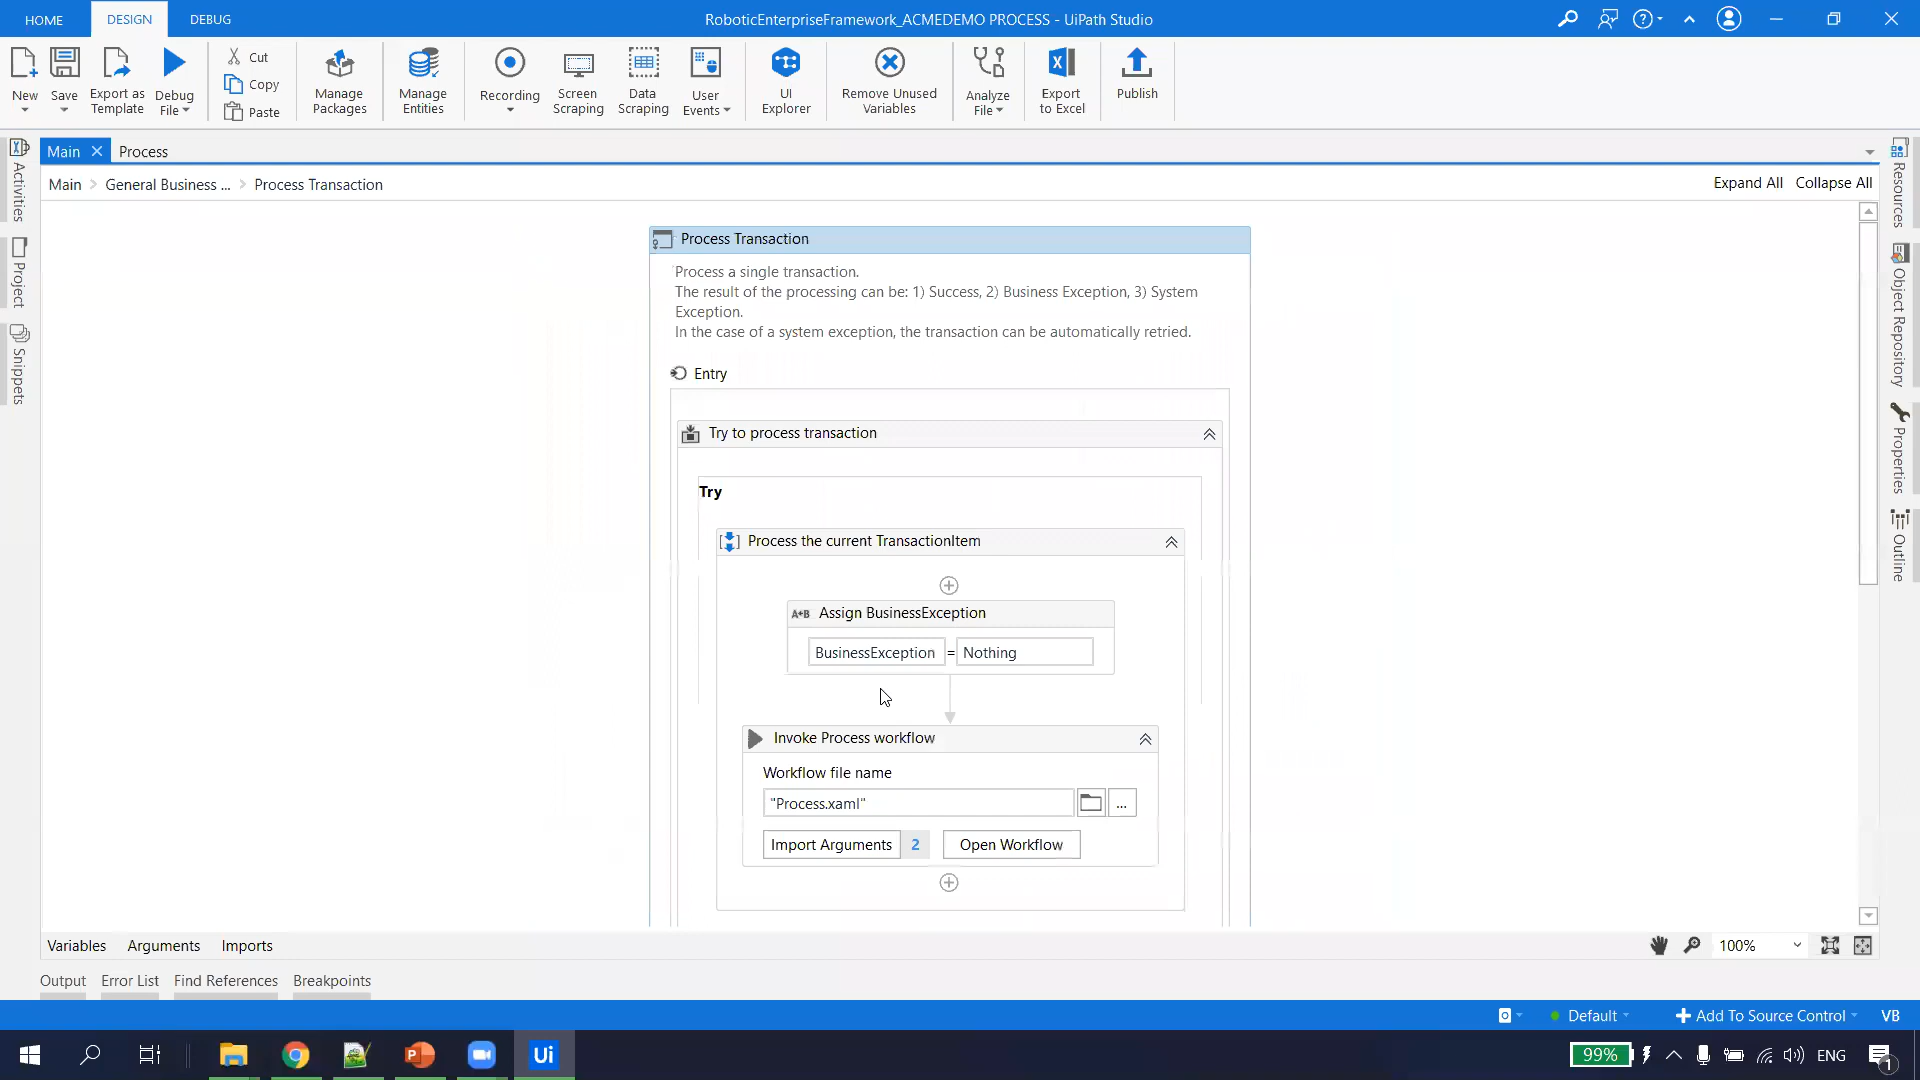 HOME
DESIGN
DEBUG
RoboticEnterpriseFramework_ACMEDEMO PROCESS - UiPath Studio
New
Save
Export as
Template
Debug
File
Cut
Copy
Paste
Manage
Packages
Manage
Entities
Recording
Screen
Scraping
Data
Scraping
User
Events
UI
Explorer
Remove Unused
Variables
Analyze
File
Export
to Excel
Publish
Main
Process
Main > General Business ... > Process Transaction
Expand All
Collapse All
Activities
Project
Snippets
Resources
Object Repository
Properties
Outline
Process Transaction
Process a single transaction.
The result of the processing can be: 1) Success, 2) Business Exception, 3) System
Exception.
In the case of a system exception, the transaction can be automatically retried.
Entry
Try to process transaction
Try
Process the current TransactionItem
A+B Assign BusinessException
BusinessException = Nothing
Invoke Process workflow
Workflow file name
"Process.xaml"
...
Import Arguments 2
Open Workflow
Variables
Arguments
Imports
100%
Output
Error List
Find References
Breakpoints
Default
Add To Source Control
VB
Ui
99%
ENG
1